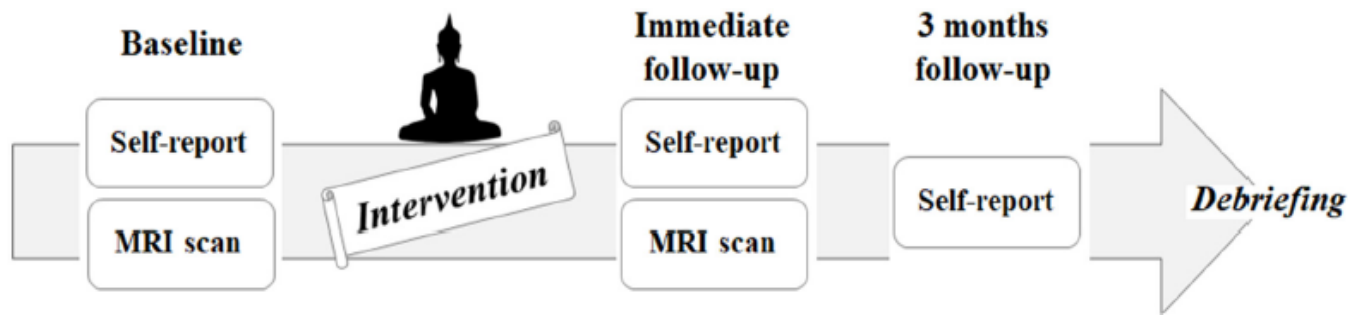 Baseline
Self-report
MRI scan
Intervention
Immediate
follow-up
Self-report
MRI scan
3 months
follow-up
Self-report
Debriefing